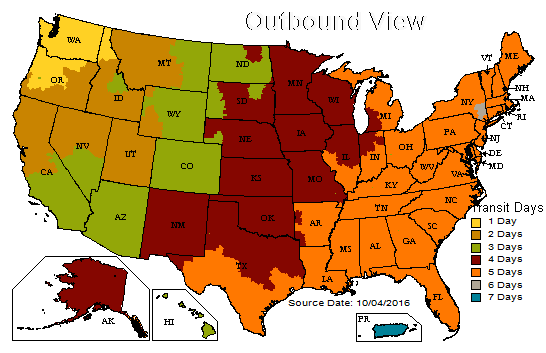 Outbound View
WA
OR
CA
NV
ID
MT
WY
UT
AZ
CO
NM
ND
SD
NE
KS
OK
TX
MN
IA
MO
AR
LA
WI
IL
MI
IN
OH
KY
TN
MS
AL
GA
FL
SC
NC
VA
WV
PA
NY
VT
ME
NH
MA
RI
CT
NJ
DE
MD
Transit Days
1 Day
2 Days
3 Days
4 Days
5 Days
6 Days
7 Days
Source Date: 10/04/2016
AK
HI
PR